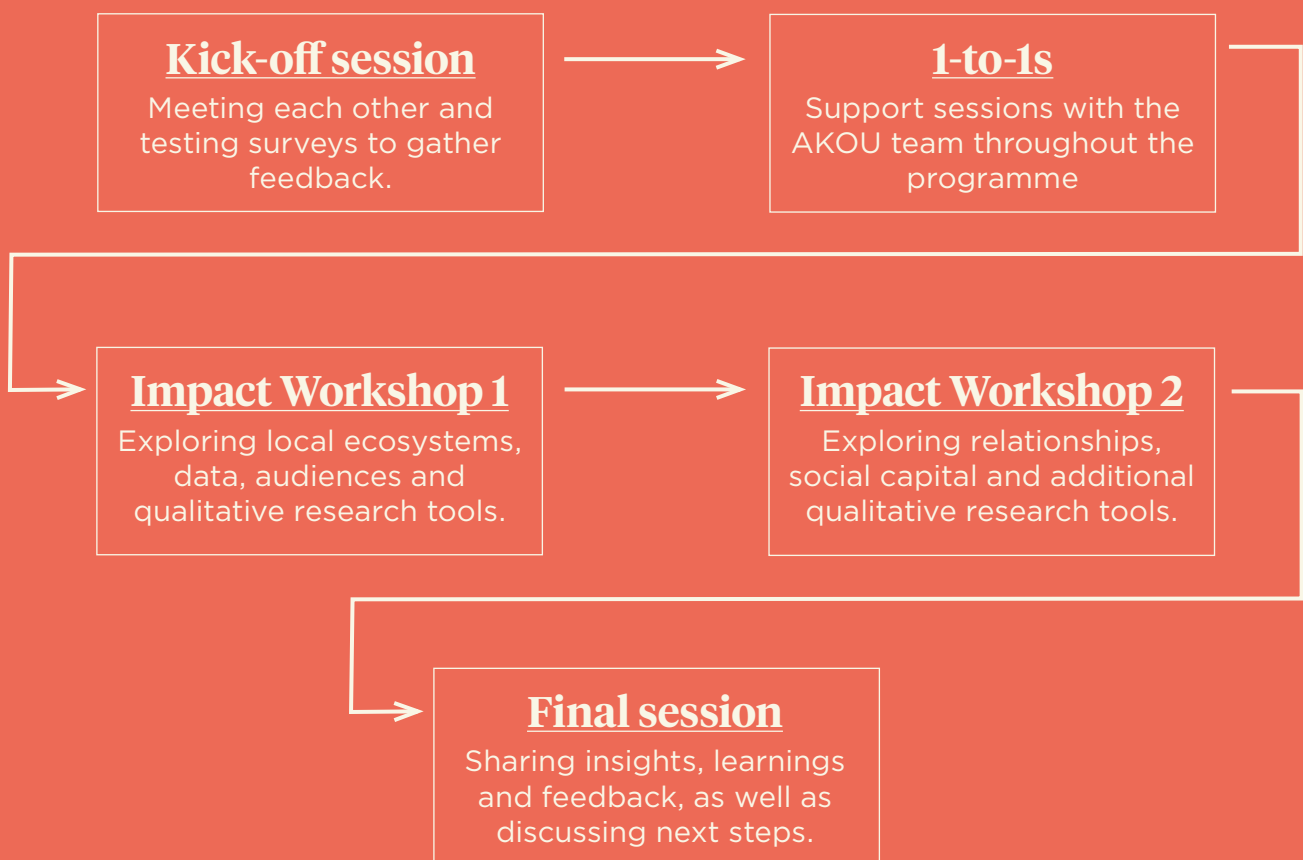 Kick-off session
Meeting each other and
testing surveys to gather
feedback.
1-to-1s
Support sessions with the
AKOU team throughout the
programme
Impact Workshop 1
Exploring local ecosystems,
data, audiences and
qualitative research tools.
Impact Workshop 2
Exploring relationships,
social capital and additional
qualitative research tools.
Final session
Sharing insights, learnings
and feedback, as well as
discussing next steps.